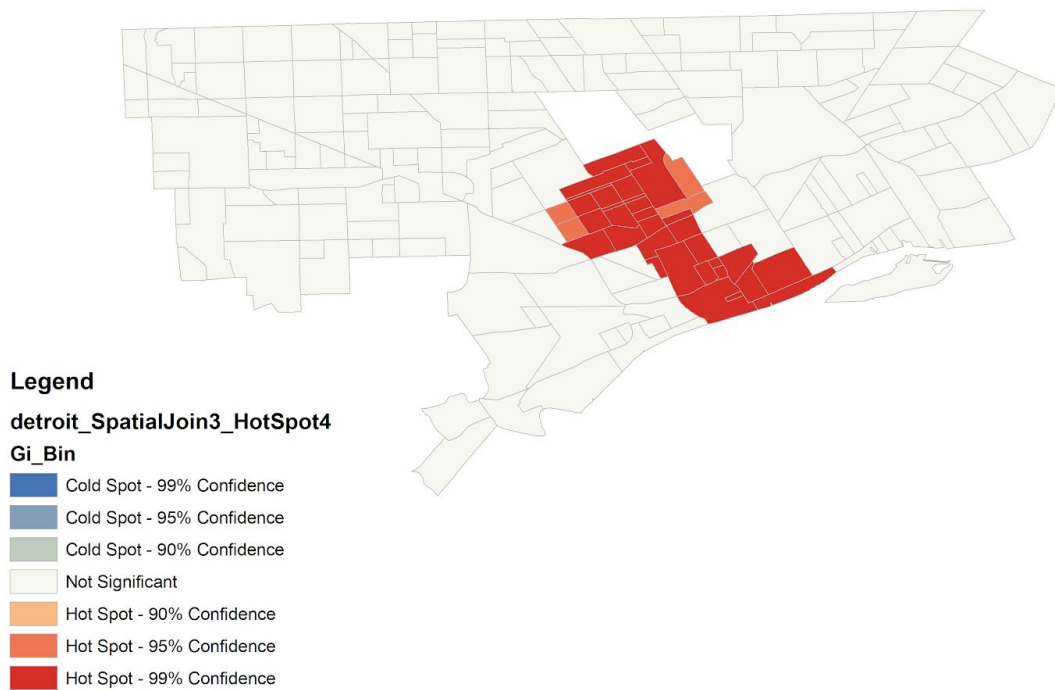 Legend
detroit_SpatialJoin3_HotSpot4
Gi_Bin
Cold Spot - 99% Confidence
Cold Spot - 95% Confidence
Cold Spot - 90% Confidence
Not Significant
Hot Spot - 90% Confidence
Hot Spot - 95% Confidence
Hot Spot - 99% Confidence